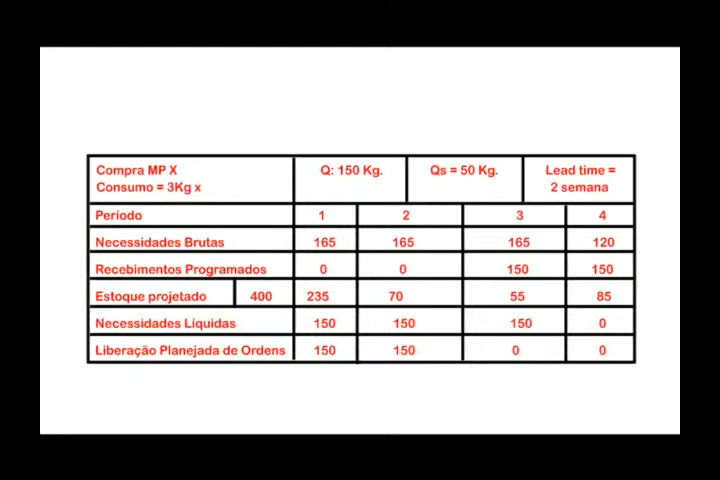 Compra MP X
Consumo = 3Kg x
Q: 150 Kg.
Qs = 50 Kg.
Lead time =
2 semana
Período 1 2 3 4
Necessidades Brutas 165 165 165 120
Recebimentos Programados 0 0 150 150
Estoque projetado 400 235 70 55 85
Necessidades Líquidas 150 150 150 0
Liberação Planejada de Ordens 150 150 0 0